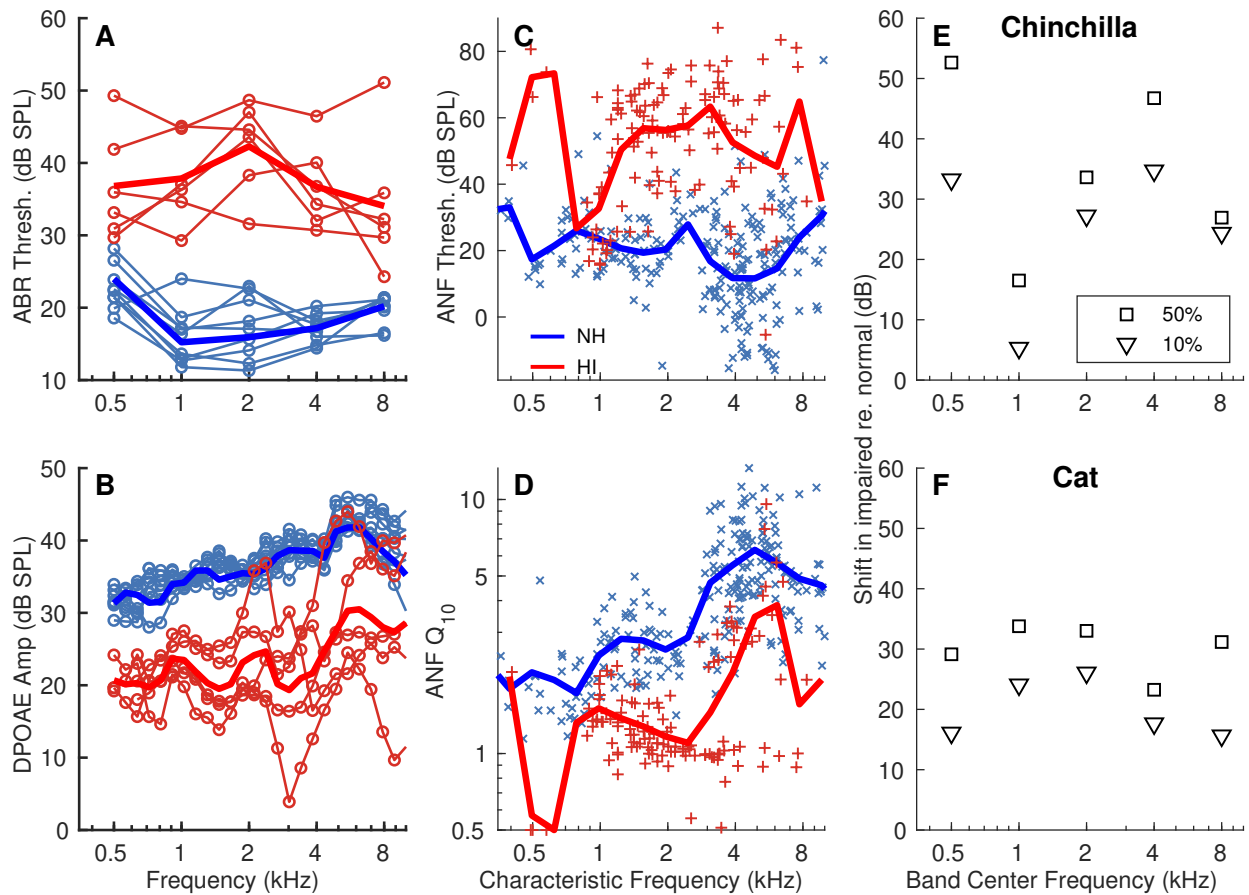 A
60
50
40
30
20
10
ABR Thresh. (dB SPL)
0.5 1 2 4 8
C
80
60
40
20
0
ANF Thresh. (dB SPL)
NH
HI
0.5 1 2 4 8
E Chinchilla
60
50
40
30
20
10
0
50%
10%
0.5 1 2 4 8
Shift in impaired re. normal (dB)
B
50
40
30
20
10
0
DPOAE Amp (dB SPL)
0.5 1 2 4 8
Frequency (kHz)
D
10
5
1
0.5
ANF Q10
0.5 1 2 4 8
Characteristic Frequency (kHz)
F Cat
60
50
40
30
20
10
0
0.5 1 2 4 8
Band Center Frequency (kHz)